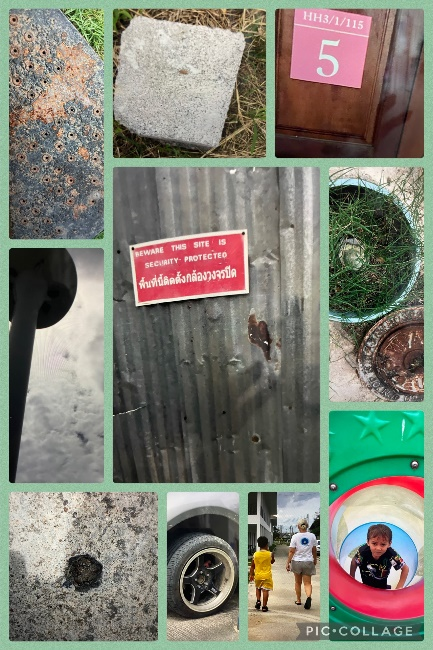 HH3/1/115
5
BEWARE THIS SITE IS
SECURITY-PROTECTED
พื้นที่นี้ติดตั้งกล้องวงจรปิด
PIC•COLLAGE